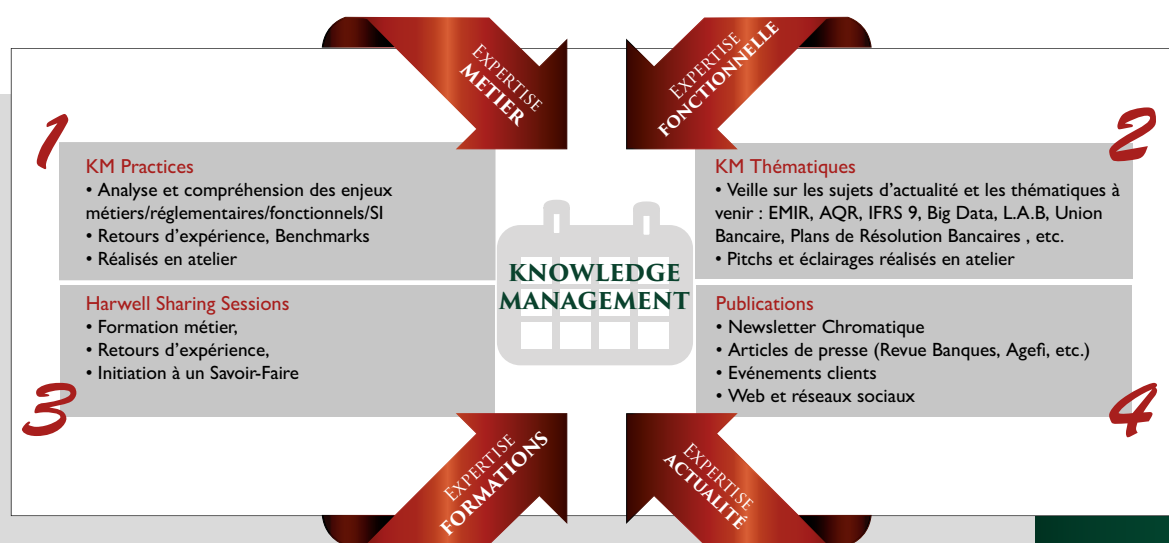 EXPERTISE
METIER
EXPERTISE
FONCTIONNELLE
1
KM Practices
• Analyse et compréhension des enjeux
métiers/réglementaires/fonctionnels/SI
• Retours d'expérience, Benchmarks
• Réalisés en atelier
2
KM Thématiques
• Veille sur les sujets d'actualité et les thématiques à
venir : EMIR, AQR, IFRS 9, Big Data, L.A.B, Union
Bancaire, Plans de Résolution Bancaires , etc.
• Pitchs et éclairages réalisés en atelier
KNOWLEDGE
MANAGEMENT
Harwell Sharing Sessions
• Formation métier,
• Retours d'expérience,
• Initiation à un Savoir-Faire
3
Publications
• Newsletter Chromatique
• Articles de presse (Revue Banques, Agefi, etc.)
• Evénements clients
• Web et réseaux sociaux
4
EXPERTISE
FORMATIONS
EXPERTISE
ACTUALITÉ